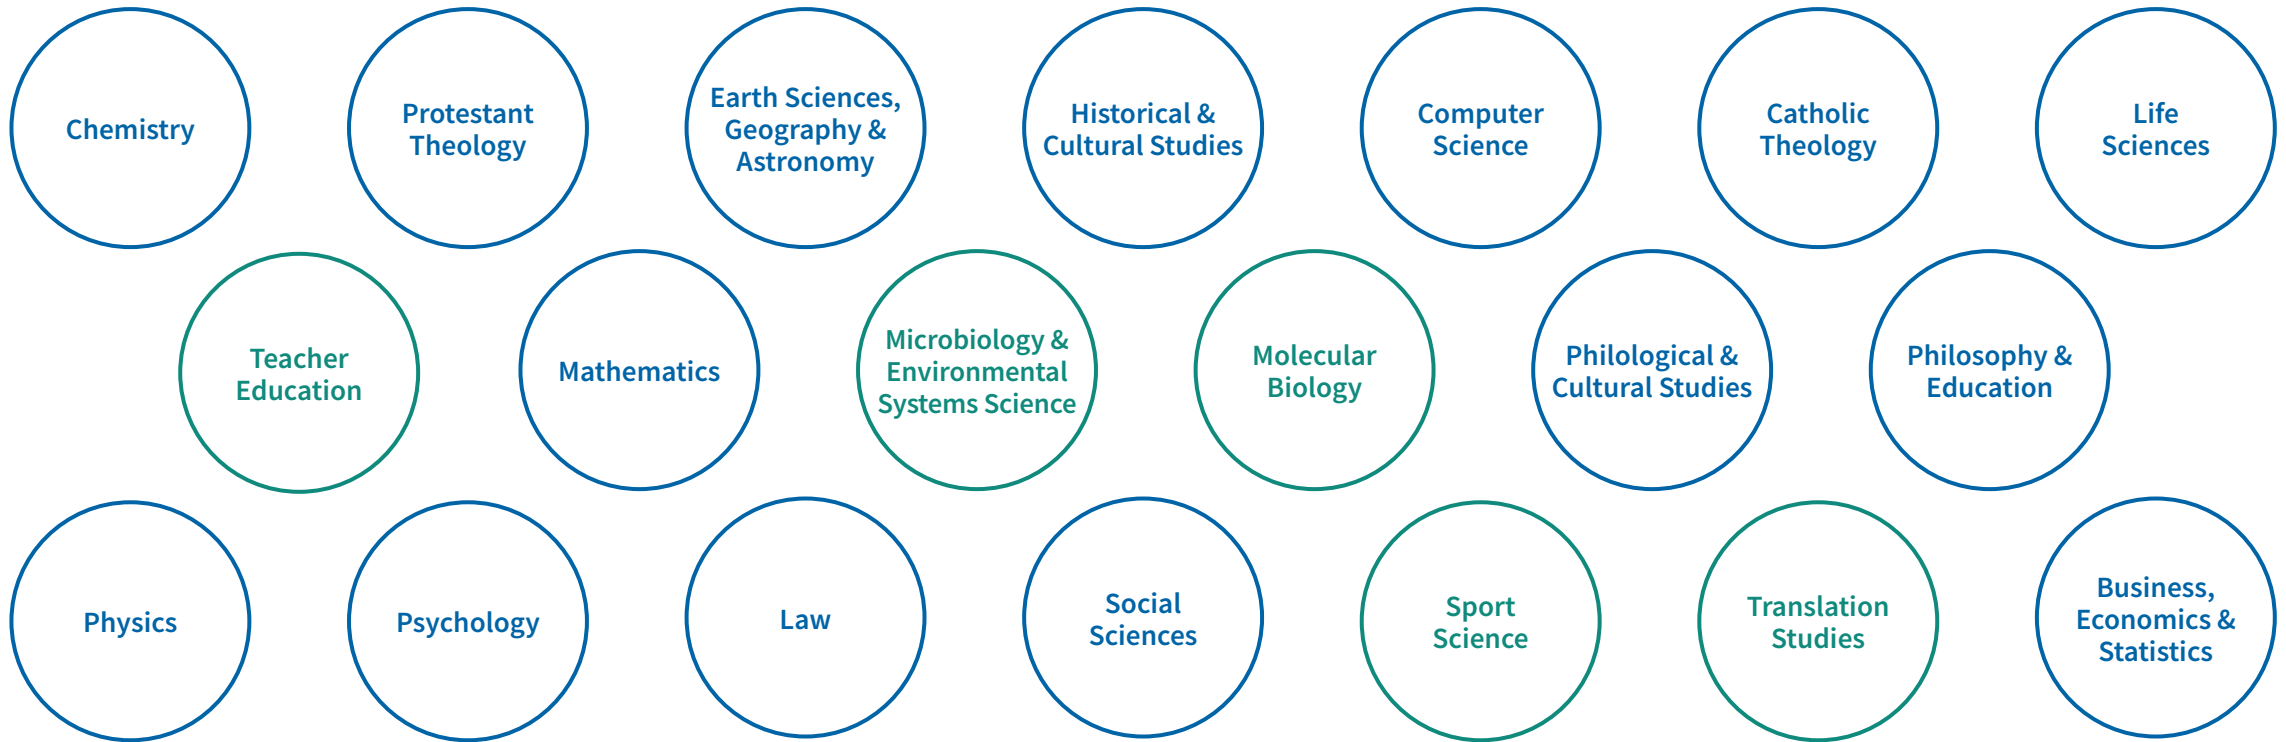 Chemistry
Protestant
Theology
Earth Sciences,
Geography &
Astronomy
Historical &
Cultural Studies
Computer
Science
Catholic
Theology
Life
Sciences
Teacher
Education
Mathematics
Microbiology &
Environmental
Systems Science
Molecular
Biology
Philological &
Cultural Studies
Philosophy &
Education
Physics
Psychology
Law
Social
Sciences
Sport
Science
Translation
Studies
Business,
Economics &
Statistics